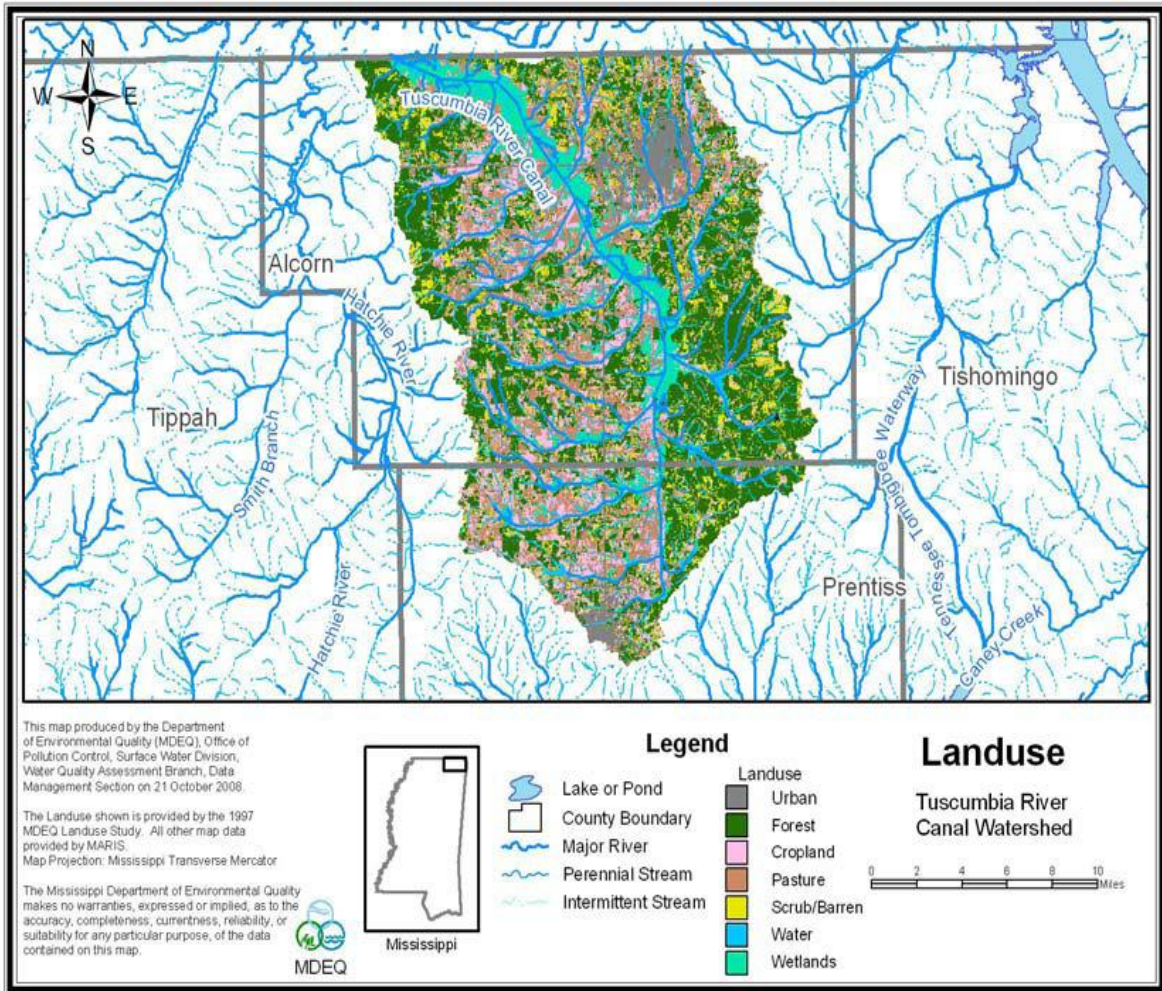 N
W E
S
Tuscumbia River Canal
Alcorn
Hatchie River
Tippah
Smith Branch
Hatchie River
Tishomingo
Tennesee Tombigbee Waterway
Prentiss
Caney Creek
This map produced by the Department
of Environmental Quality (MDEQ), Office of
Pollution Control, Surface Water Division,
Water Quality Assessment Branch, Data
Management Section on 21 October 2008.
The Landuse shown is provided by the 1997
MDEQ Landuse Study. All other map data
provided by MARIS.
Map Projection: Mississippi Transverse Mercator
The Mississippi Department of Environmental Quality
makes no warranties, expressed or implied, as to the
accuracy, completeness, currentness, reliability, or
suitability for any particular purpose, of the data
contained on this map.
MDEQ
Mississippi
Legend
Lake or Pond
County Boundary
Major River
Perennial Stream
Intermittent Stream
Landuse
Urban
Forest
Cropland
Pasture
Scrub/Barren
Water
Wetlands
Landuse
Tuscumbia River
Canal Watershed
0 2 4 6 8 10
Miles